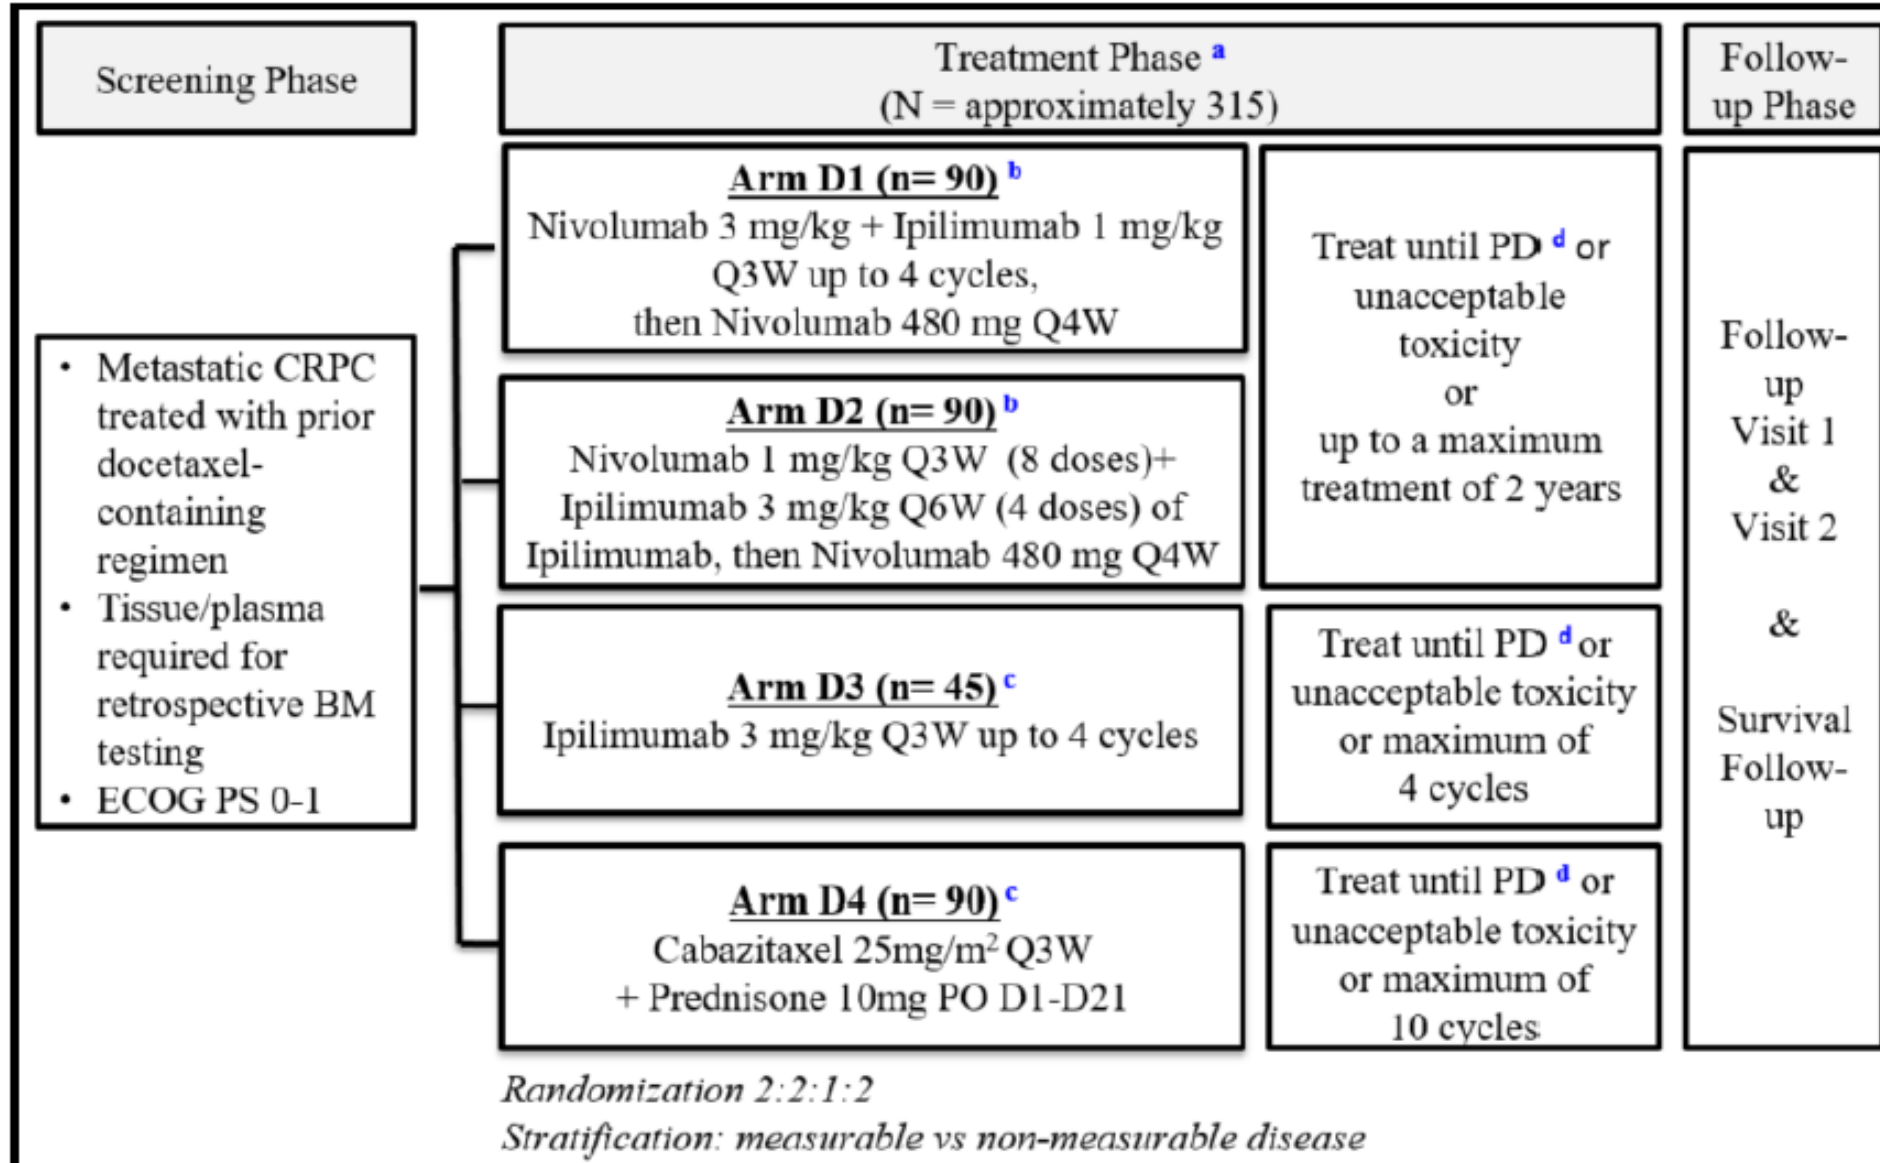 Screening Phase
Treatment Phase a
(N = approximately 315)
Follow-
up Phase
• Metastatic CRPC
treated with prior
docetaxel-
containing
regimen
• Tissue/plasma
required for
retrospective BM
testing
• ECOG PS 0-1
Arm D1 (n= 90) b
Nivolumab 3 mg/kg + Ipilimumab 1 mg/kg
Q3W up to 4 cycles,
then Nivolumab 480 mg Q4W
Arm D2 (n= 90) b
Nivolumab 1 mg/kg Q3W (8 doses)+
Ipilimumab 3 mg/kg Q6W (4 doses) of
Ipilimumab, then Nivolumab 480 mg Q4W
Treat until PD d or
unacceptable
toxicity
or
up to a maximum
treatment of 2 years
Arm D3 (n= 45) c
Ipilimumab 3 mg/kg Q3W up to 4 cycles
Treat until PD d or
unacceptable toxicity
or maximum of
4 cycles
Arm D4 (n= 90) c
Cabazitaxel 25mg/m² Q3W
+ Prednisone 10mg PO D1-D21
Treat until PD d or
unacceptable toxicity
or maximum of
10 cycles
Follow-
up
Visit 1
&
Visit 2
&
Survival
Follow-
up
Randomization 2:2:1:2
Stratification: measurable vs non-measurable disease